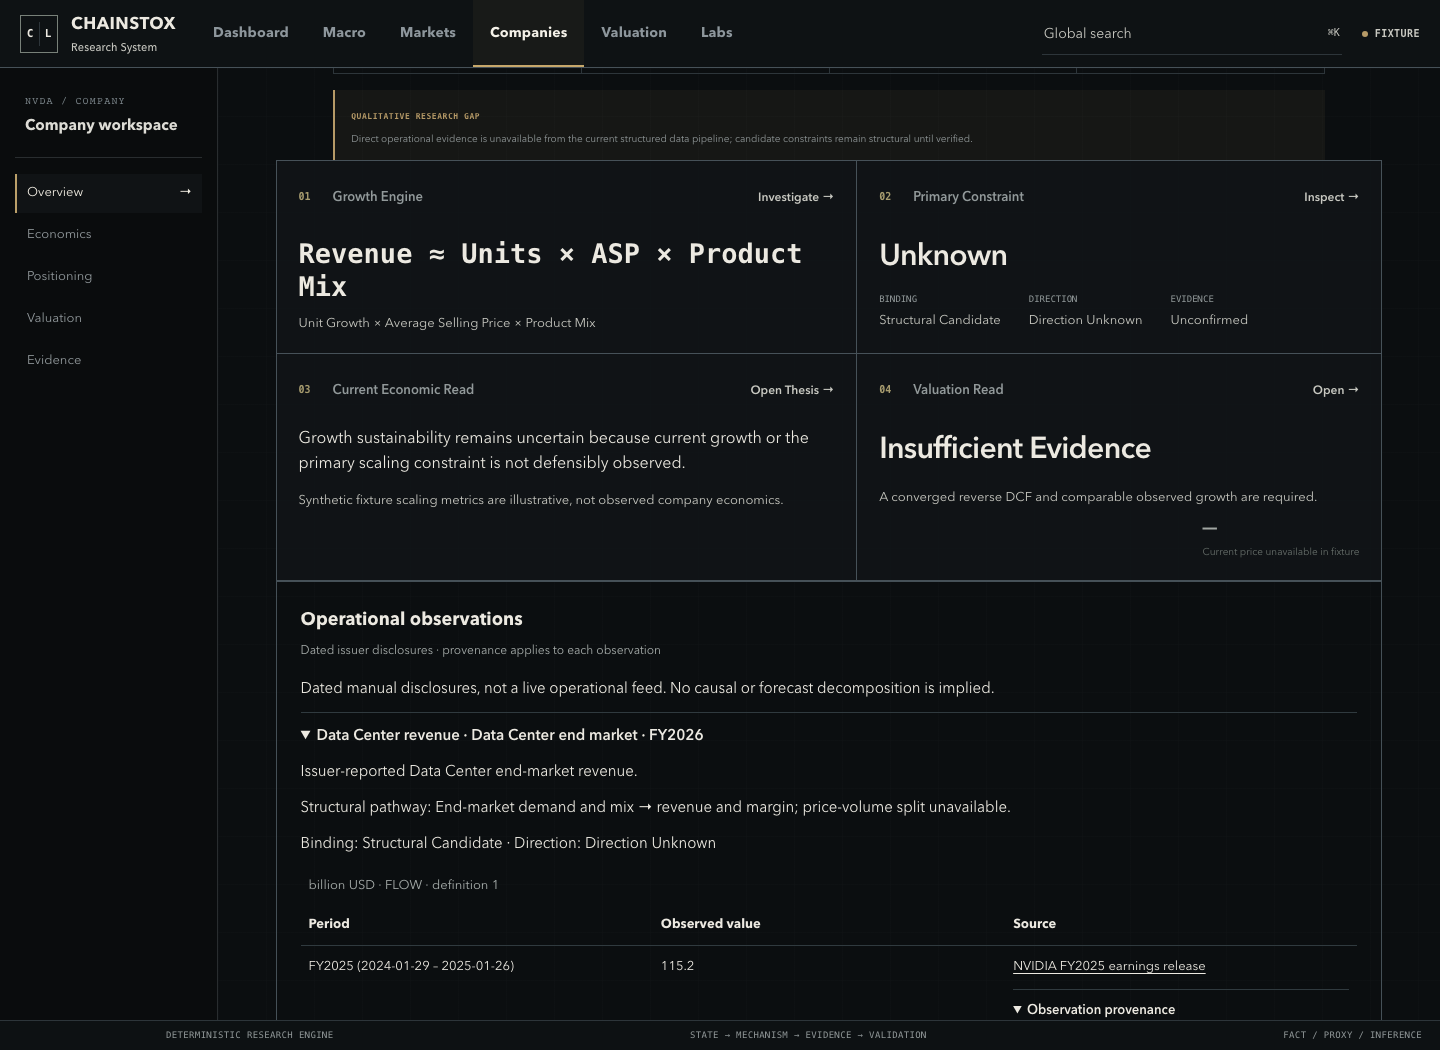 C L
CHAINSTOX
Research System
Dashboard
Macro
Markets
Companies
Valuation
Labs
Global search
⌘K
FIXTURE
NVDA / COMPANY
Company workspace
Overview →
Economics
Positioning
Valuation
Evidence
QUALITATIVE RESEARCH GAP
Direct operational evidence is unavailable from the current structured data pipeline; candidate constraints remain structural until verified.
01 Growth Engine
Investigate →
Revenue ≈ Units × ASP × Product
Mix
Unit Growth × Average Selling Price × Product Mix
02 Primary Constraint
Inspect →
Unknown
BINDING
Structural Candidate
DIRECTION
Direction Unknown
EVIDENCE
Unconfirmed
03 Current Economic Read
Open Thesis →
Growth sustainability remains uncertain because current growth or the
primary scaling constraint is not defensibly observed.
Synthetic fixture scaling metrics are illustrative, not observed company economics.
04 Valuation Read
Open →
Insufficient Evidence
A converged reverse DCF and comparable observed growth are required.
—
Current price unavailable in fixture
Operational observations
Dated issuer disclosures · provenance applies to each observation
Dated manual disclosures, not a live operational feed. No causal or forecast decomposition is implied.
▼ Data Center revenue · Data Center end market · FY2026
Issuer-reported Data Center end-market revenue.
Structural pathway: End-market demand and mix → revenue and margin; price-volume split unavailable.
Binding: Structural Candidate · Direction: Direction Unknown
billion USD · FLOW · definition 1
Period
Observed value
Source
FY2025 (2024-01-29 – 2025-01-26)
115.2
NVIDIA FY2025 earnings release
▼ Observation provenance
DETERMINISTIC RESEARCH ENGINE
STATE → MECHANISM → EVIDENCE → VALIDATION
FACT / PROXY / INFERENCE